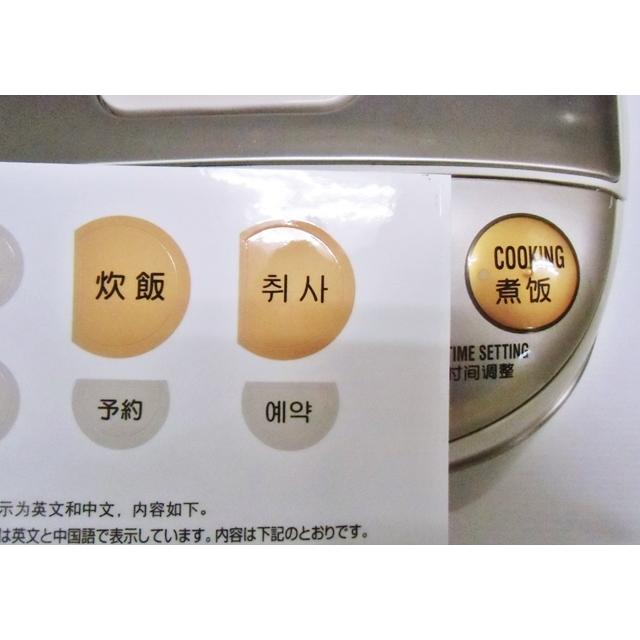 炊飯
취사
COOKING
煮饭
TIME SETTING
时间调整
予約
예약
示为英文和中文，内容如下。
は英文と中国語で表示しています。内容は下記のとおりです。